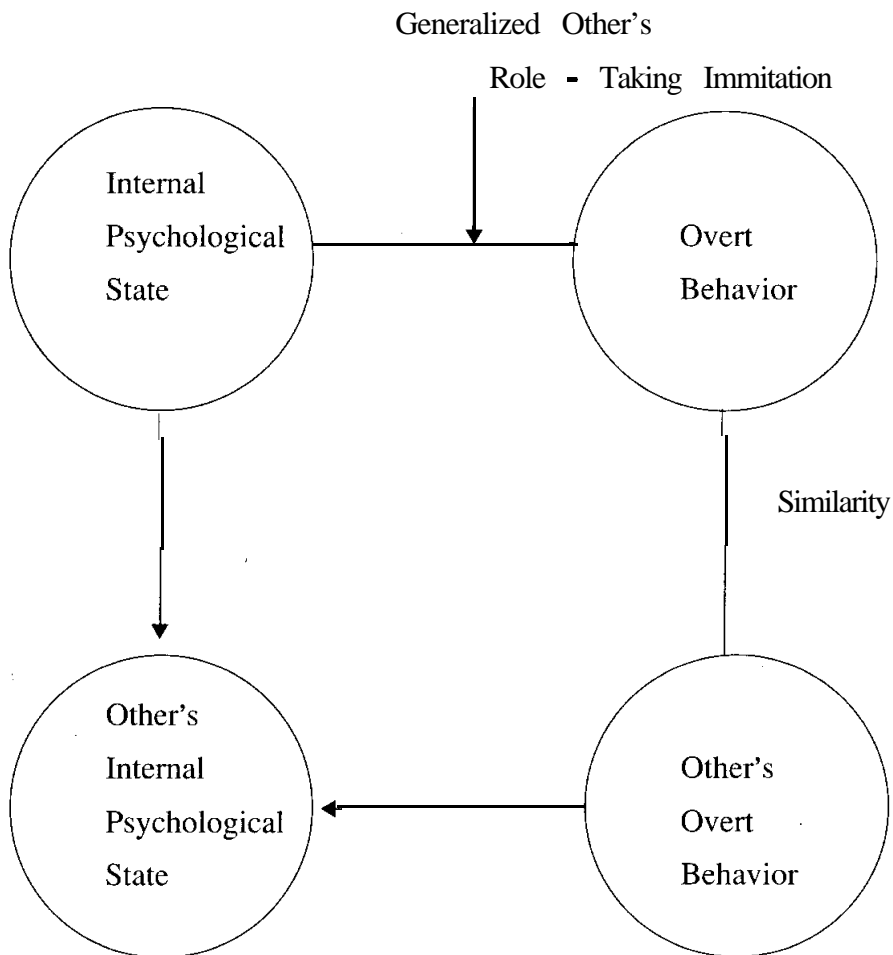 Generalized Other's
Role - Taking Immitation
Internal
Psychological
State
Overt
Behavior
Similarity
Other's
Internal
Psychological
State
Other's
Overt
Behavior